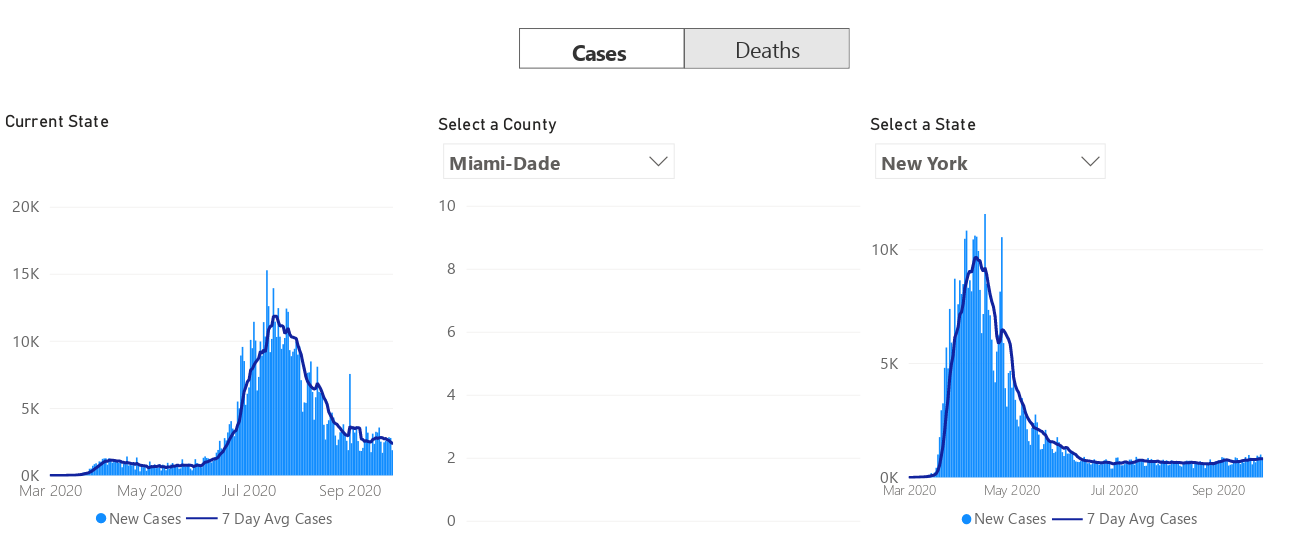 Cases
Deaths
Current State
Select a County
Select a State
Miami-Dade
New York
20K
15K
10K
5K
0K
Mar 2020
May 2020
Jul 2020
Sep 2020
New Cases
7 Day Avg Cases
10
8
6
4
2
0
10K
5K
0K
Mar 2020
May 2020
Jul 2020
Sep 2020
New Cases
7 Day Avg Cases